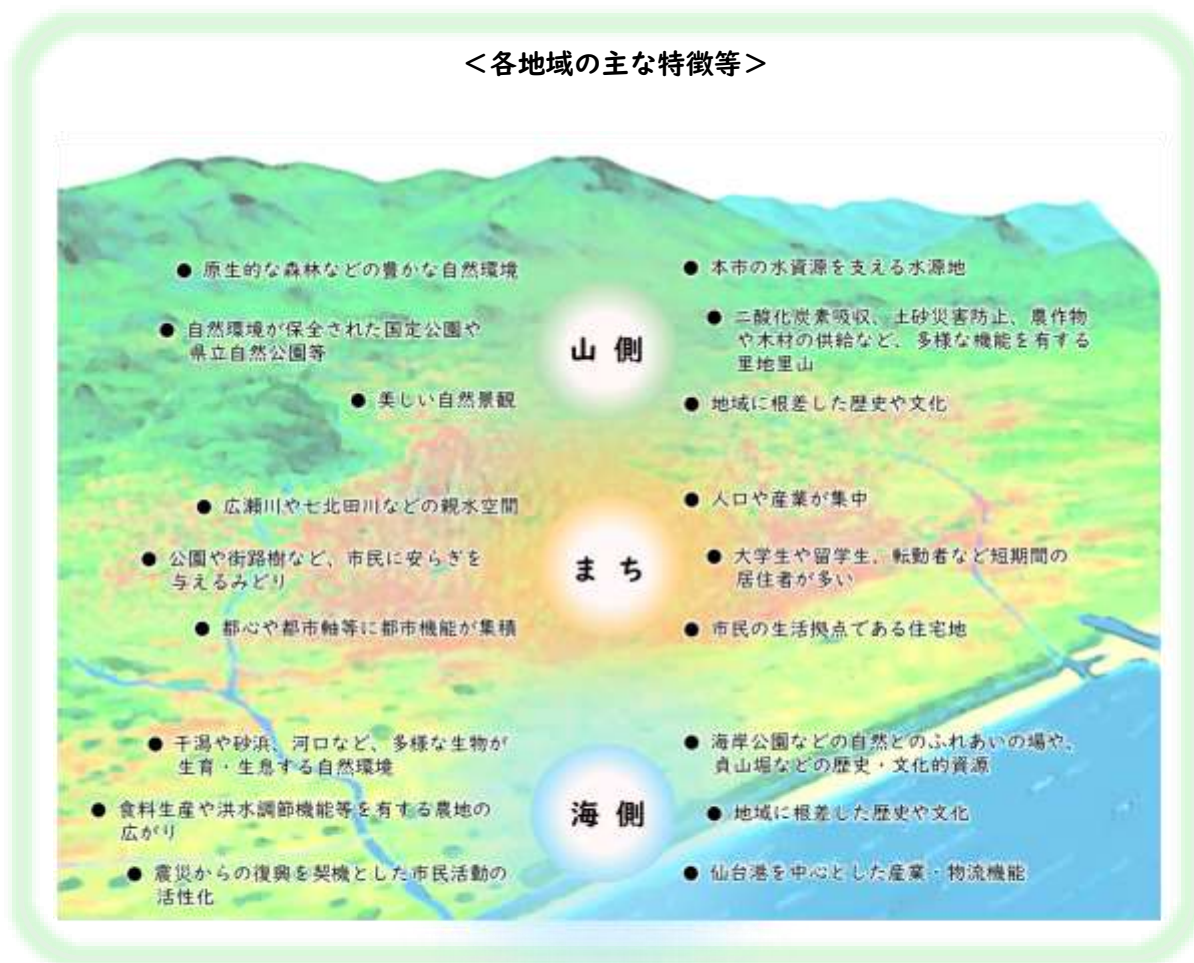 ＜各地域の主な特徴等＞
● 原生的な森林などの豊かな自然環境
● 自然環境が保全された国定公園や
県立自然公園等
● 美しい自然景観
山側
● 本市の水資源を支える水源地
● 二酸化炭素吸収、土砂災害防止、農作物
や木材の供給など、多様な機能を有する
里地里山
● 地域に根差した歴史や文化
● 広瀬川や七北田川などの親水空間
● 公園や街路樹など、市民に安らぎを
与えるみどり
● 都心や都市軸等に都市機能が集積
まち
● 人口や産業が集中
● 大学生や留学生、転勤者など短期間の
居住者が多い
● 市民の生活拠点である住宅地
● 干潟や砂浜、河口など、多様な生物が
生育・生息する自然環境
● 食料生産や洪水調節機能等を有する農地の
広がり
● 震災からの復興を契機とした市民活動の
活性化
海側
● 海岸公園などの自然とのふれあいの場や、
貞山堀などの歴史・文化的資源
● 地域に根差した歴史や文化
● 仙台港を中心とした産業・物流機能